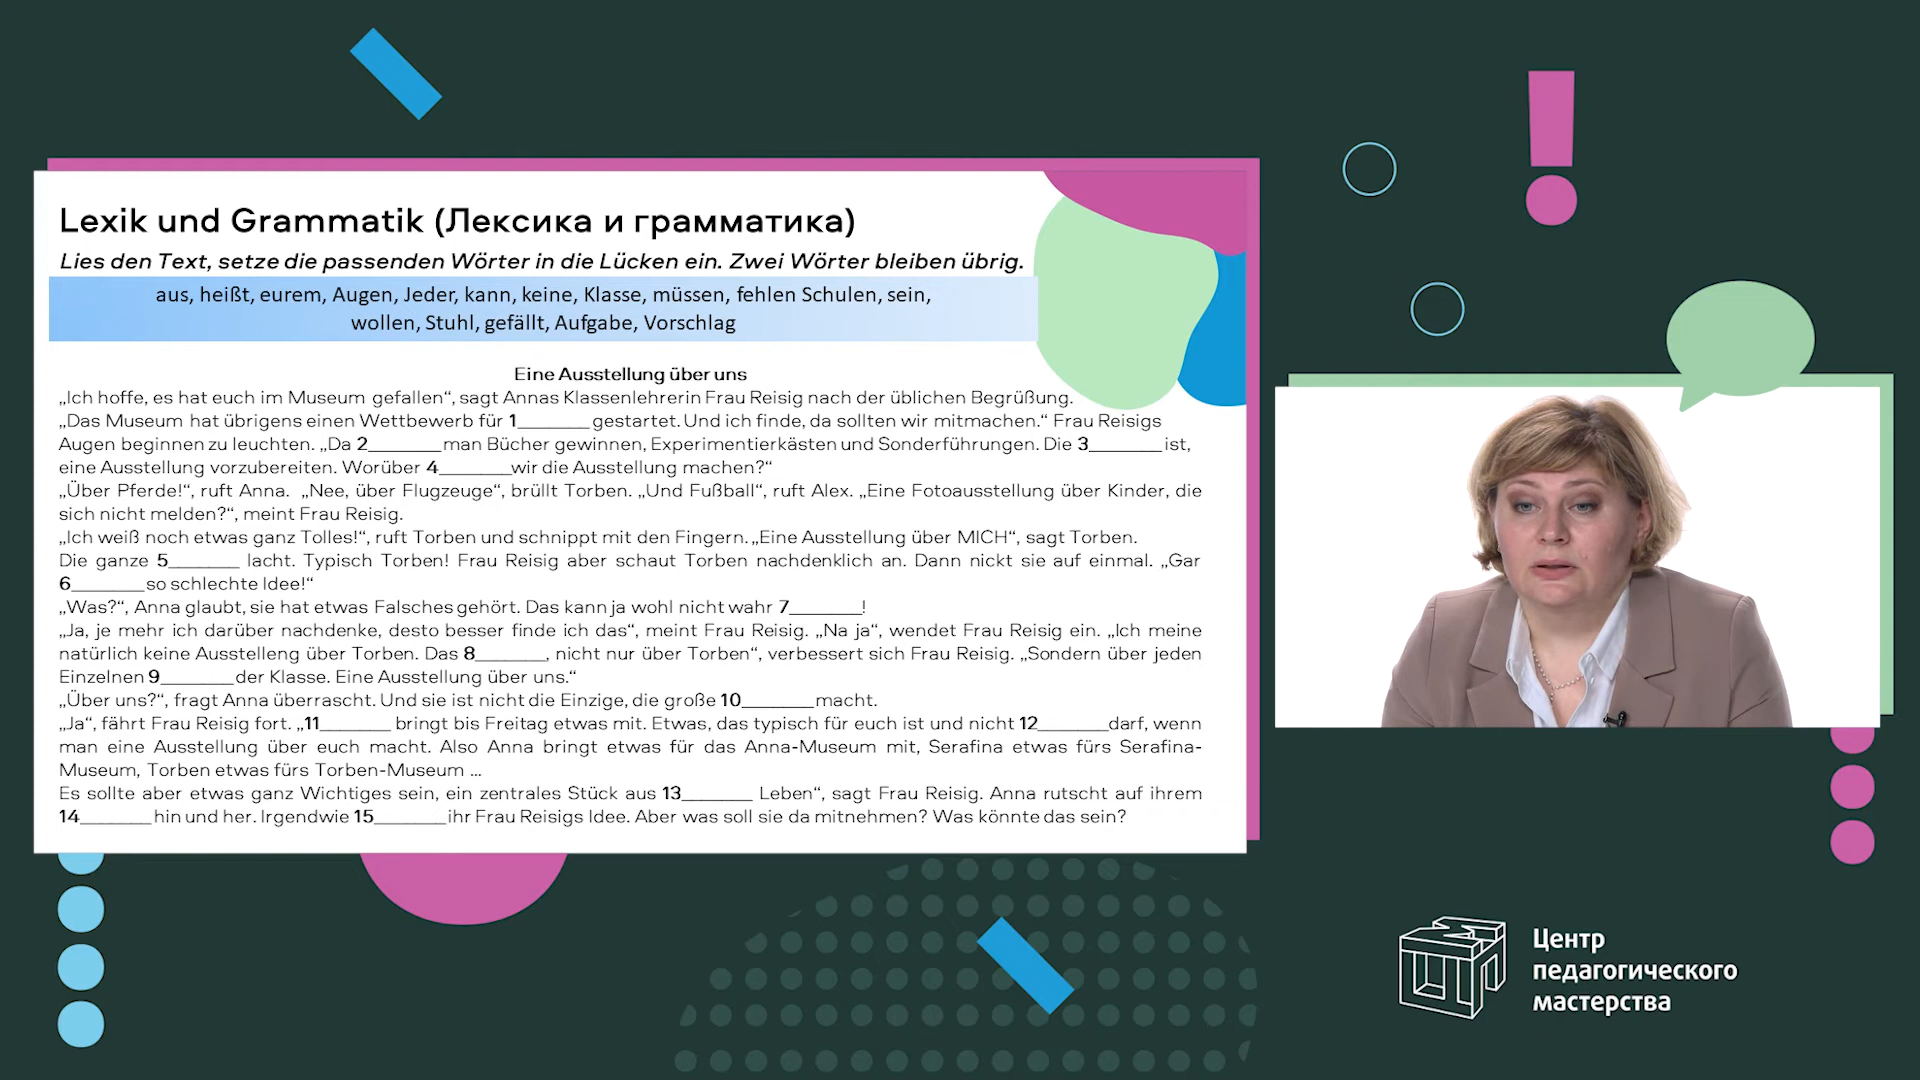 Lexik und Grammatik (Лексика и грамматика)
Lies den Text, setze die passenden Wörter in die Lücken ein. Zwei Wörter bleiben übrig.
aus, heißt, eurem, Augen, Jeder, kann, keine, Klasse, müssen, fehlen Schulen, sein,
wollen, Stuhl, gefällt, Aufgabe, Vorschlag
Eine Ausstellung über uns
„Ich hoffe, es hat euch im Museum gefallen“, sagt Annas Klassenlehrerin Frau Reisig nach der üblichen Begrüßung.
„Das Museum hat übrigens einen Wettbewerb für 1_______ gestartet. Und ich finde, da sollten wir mitmachen.“ Frau Reisigs
Augen beginnen zu leuchten. „Da 2_______man Bücher gewinnen, Experimentierkästen und Sonderführungen. Die 3_______ist,
eine Ausstellung vorzubereiten. Worüber 4_______wir die Ausstellung machen?“
„Über Pferde!“, ruft Anna. „Nee, über Flugzeuge“, brüllt Torben. „Und Fußball“, ruft Alex. „Eine Fotoausstellung über Kinder, die
sich nicht melden?“, meint Frau Reisig.
„Ich weiß noch etwas ganz Tolles!“, ruft Torben und schnippt mit den Fingern. „Eine Ausstellung über MICH“, sagt Torben.
Die ganze 5_______ lacht. Typisch Torben! Frau Reisig aber schaut Torben nachdenklich an. Dann nickt sie auf einmal. „Gar
6_______so schlechte Idee!“
„Was?“, Anna glaubt, sie hat etwas Falsches gehört. Das kann ja wohl nicht wahr 7_______!
„Ja, je mehr ich darüber nachdenke, desto besser finde ich das“, meint Frau Reisig. „Na ja“, wendet Frau Reisig ein. „Ich meine
natürlich keine Ausstelleng über Torben. Das 8_______, nicht nur über Torben“, verbessert sich Frau Reisig. „Sondern über jeden
Einzelnen 9_______der Klasse. Eine Ausstellung über uns.“
„Über uns?“, fragt Anna überrascht. Und sie ist nicht die Einzige, die große 10_______macht.
„Ja“, fährt Frau Reisig fort. „11_______ bringt bis Freitag etwas mit. Etwas, das typisch für euch ist und nicht 12_______darf, wenn
man eine Ausstellung über euch macht. Also Anna bringt etwas für das Anna-Museum mit, Serafina etwas fürs Serafina-
Museum, Torben etwas fürs Torben-Museum ...
Es sollte aber etwas ganz Wichtiges sein, ein zentrales Stück aus 13_______ Leben“, sagt Frau Reisig. Anna rutscht auf ihrem
14_______hin und her. Irgendwie 15_______ihr Frau Reisigs Idee. Aber was soll sie da mitnehmen? Was könnte das sein?
Центр
педагогического
мастерства